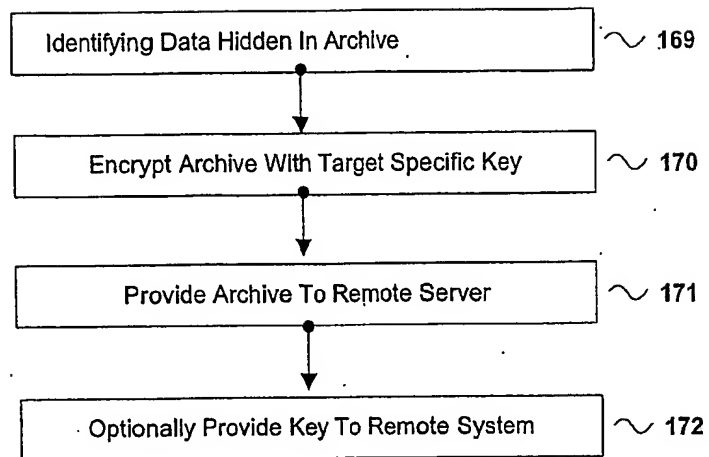 Identifying Data Hidden In Archive 169
Encrypt Archive With Target Specific Key 170
Provide Archive To Remote Server 171
Optionally Provide Key To Remote System 172